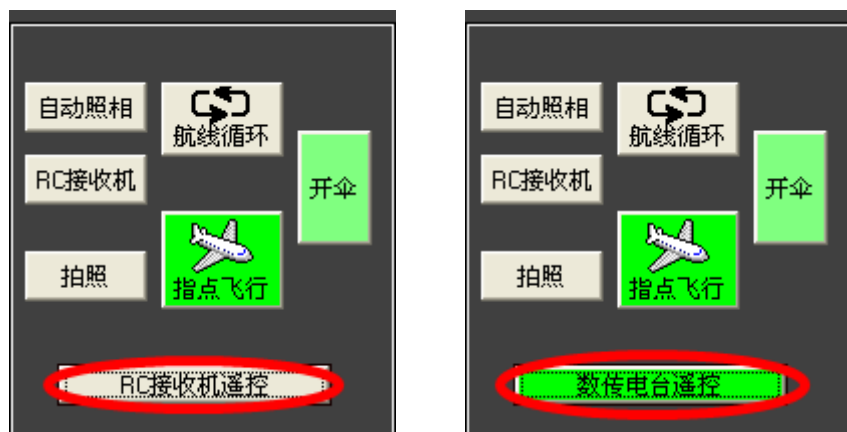 自动照相
航线循环
RC接收机
开伞
指点飞行
拍照
RC接收机遥控
自动照相
航线循环
RC接收机
开伞
指点飞行
拍照
数传电台遥控